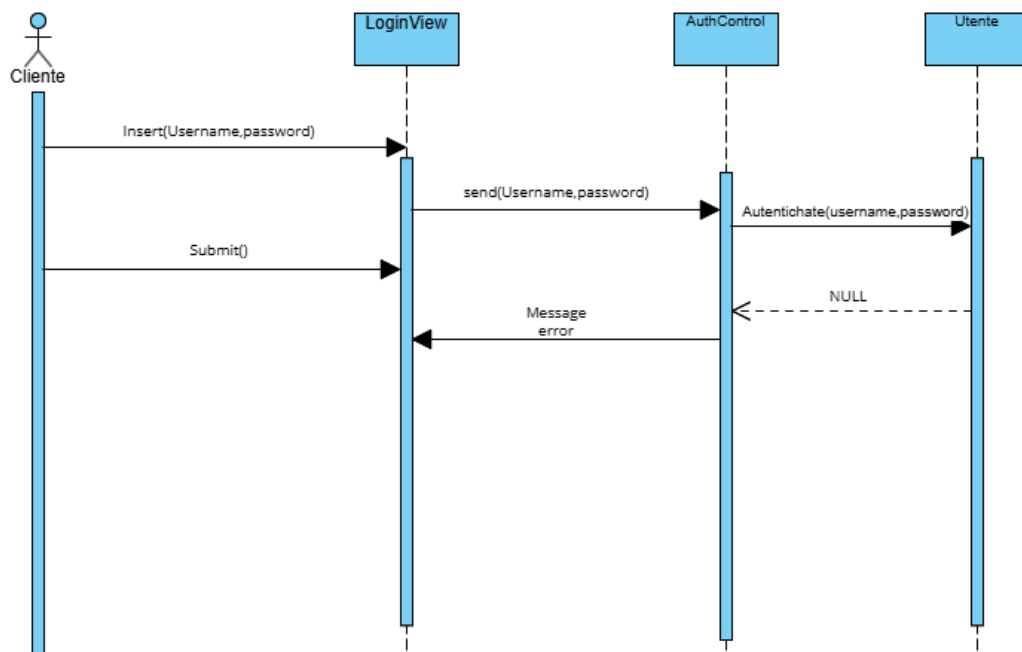 LoginView
AuthControl
Utente
Cliente
Insert(Username,password)
send(Username,password)
Autentichate(username,password)
Submit()
NULL
Message
error